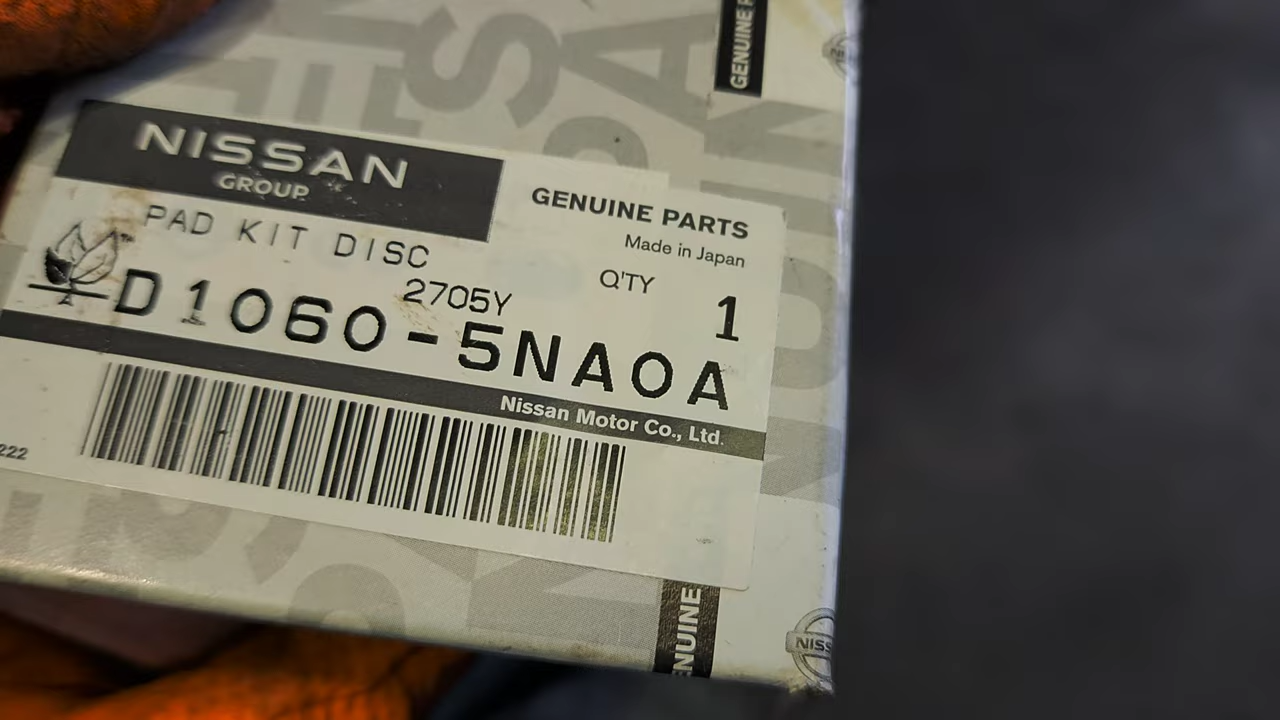 GENUINE
NISSAN
GROUP
GENUINE PARTS
Made in Japan
PAD KIT DISC
Q'TY
1
2705Y
D1060-5NA0A
Nissan Motor Co., Ltd.
222